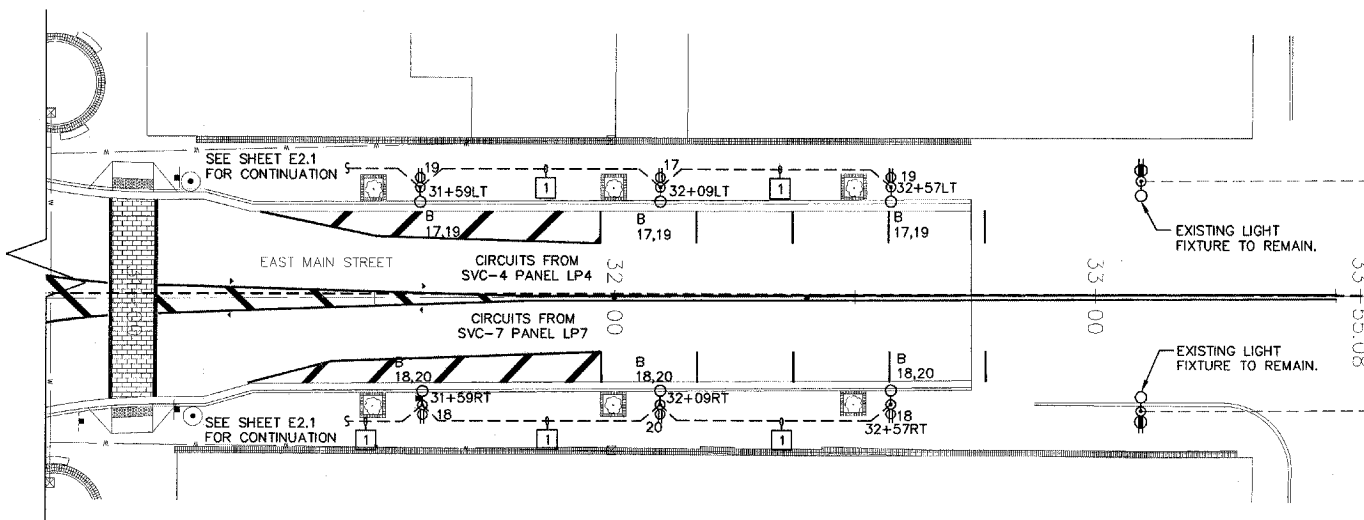 SEE SHEET E2.1
FOR CONTINUATION
19
31+59LT
1
17
32+09LT
1
19
32+57LT
B
17,19
B
17,19
B
17,19
EXISTING LIGHT
FIXTURE TO REMAIN.
EAST MAIN STREET
CIRCUITS FROM
SVC-4 PANEL LP4
32
00
33
00
33
55.08
CIRCUITS FROM
SVC-7 PANEL LP7
EXISTING LIGHT
FIXTURE TO REMAIN.
B
18,20
B
18,20
B
18,20
31+59RT
18
32+09RT
20
18
32+57RT
SEE SHEET E2.1
FOR CONTINUATION
1
1
1